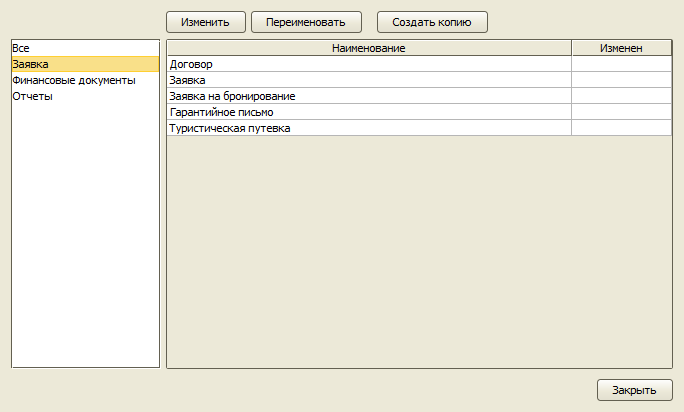 Изменить Переименовать Создать копию
Все
Заявка
Финансовые документы
Отчеты
Наименование Изменен
Договор
Заявка
Заявка на бронирование
Гарантийное письмо
Туристическая путевка
Закрыть